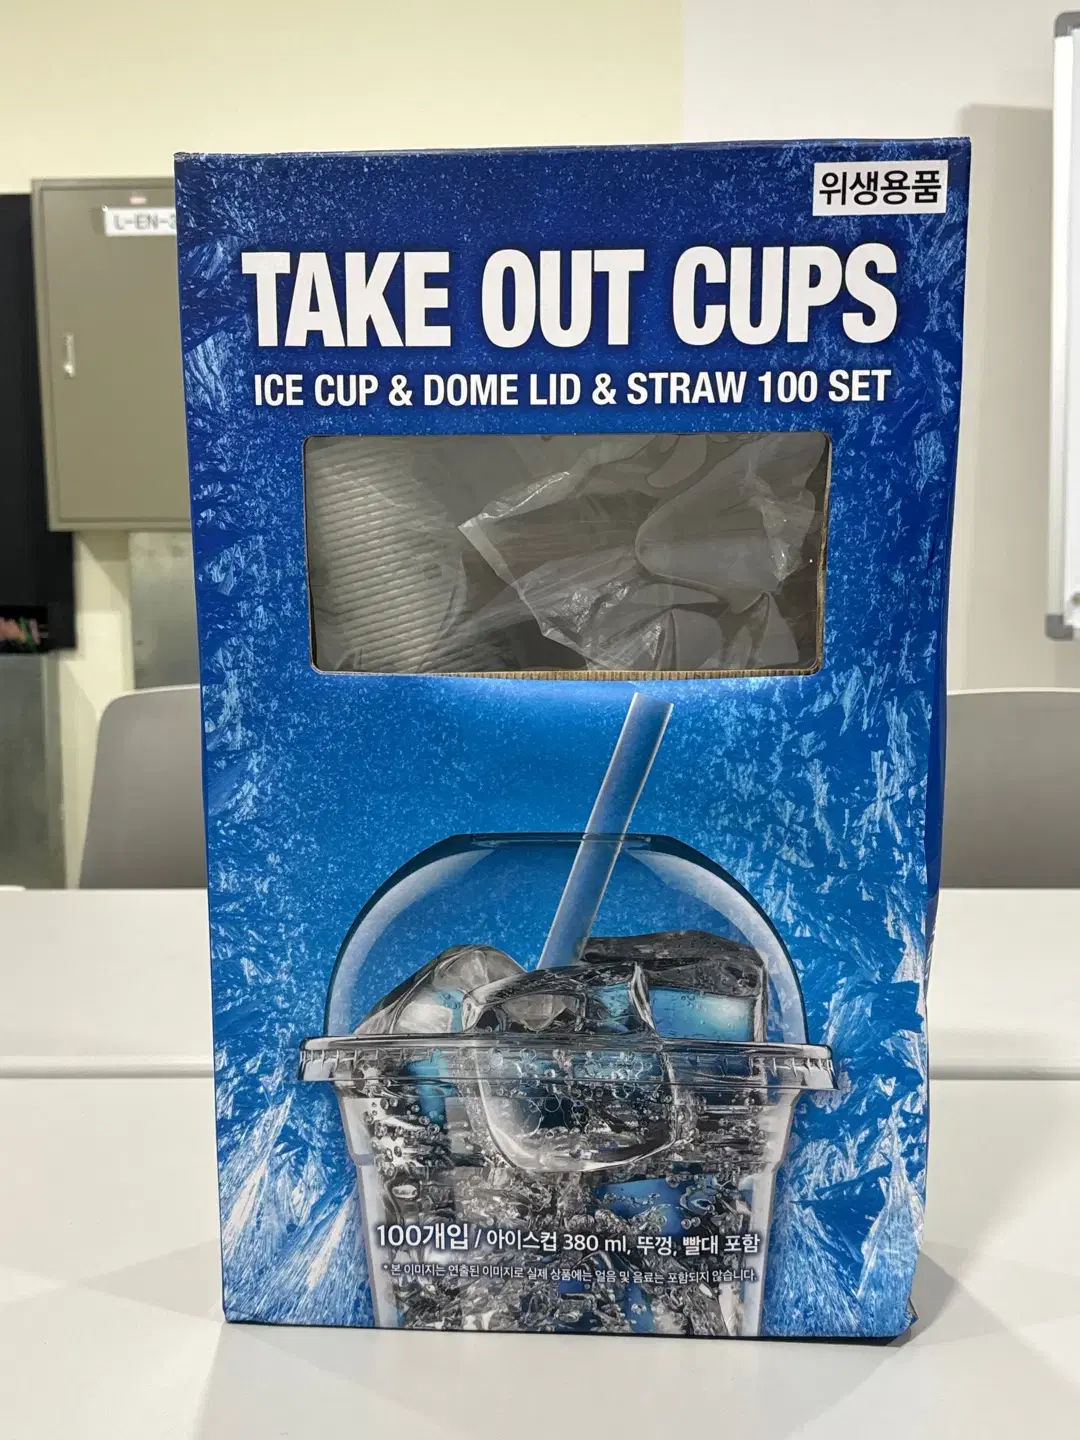 위생용품
L-EN-
TAKE OUT CUPS
ICE CUP & DOME LID & STRAW 100 SET
100개입 / 아이스컵 380 ml, 뚜껑, 빨대 포함
* 본 이미지는 연출된 이미지로 실제 상품에는 얼음 및 음료는 포함되지 않습니다.